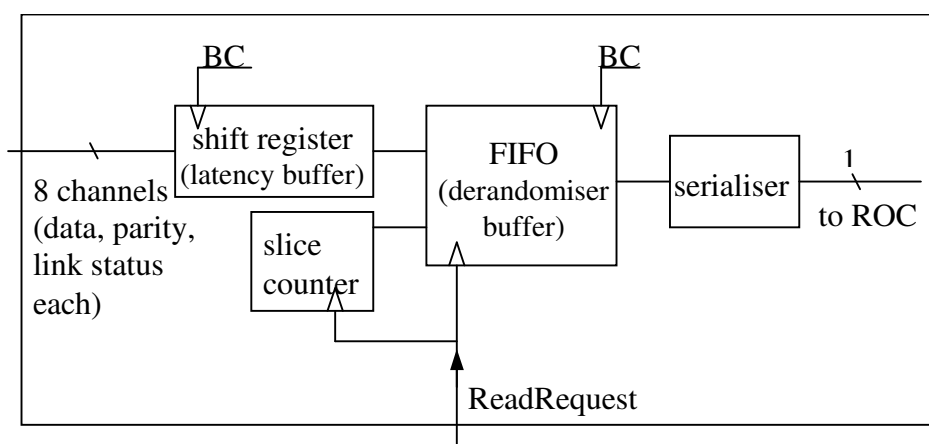 BC
BC
shift register
(latency buffer)
FIFO
(derandomiser
buffer)
serialiser
1
to ROC
8 channels
(data, parity,
link status
each)
slice
counter
ReadRequest